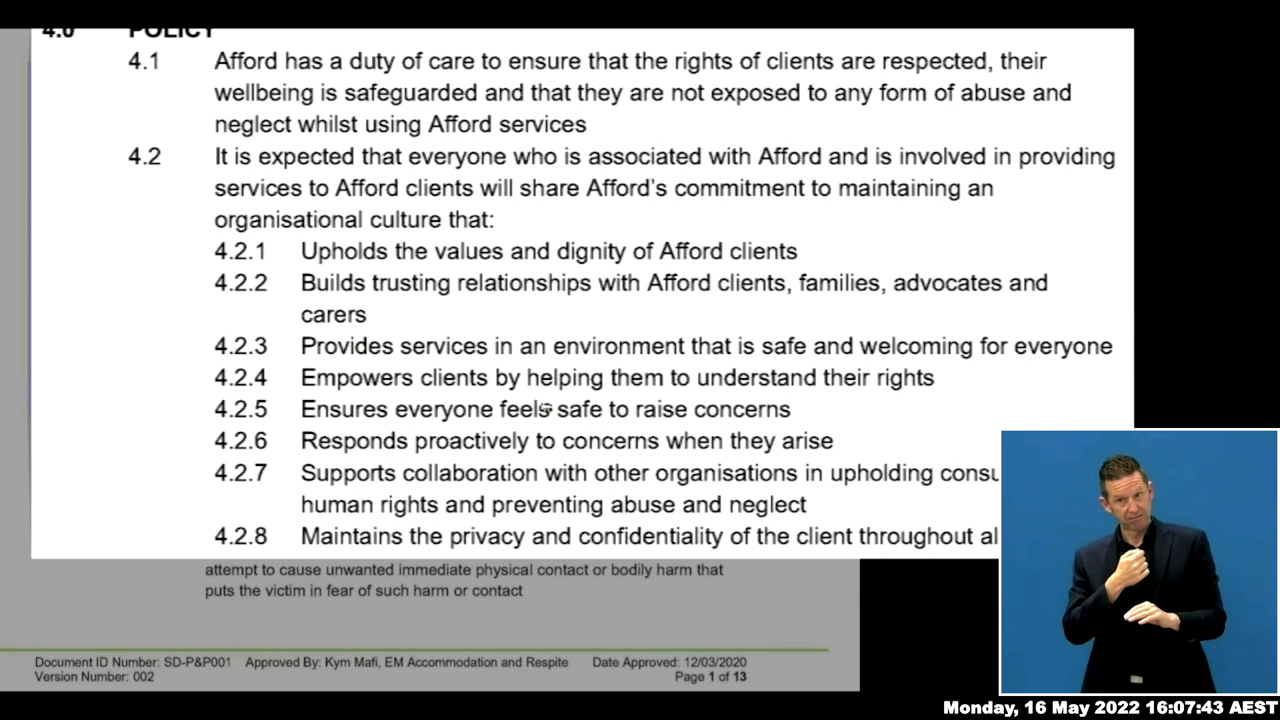 4.0 POLICY
4.1 Afford has a duty of care to ensure that the rights of clients are respected, their
wellbeing is safeguarded and that they are not exposed to any form of abuse and
neglect whilst using Afford services
4.2 It is expected that everyone who is associated with Afford and is involved in providing
services to Afford clients will share Afford's commitment to maintaining an
organisational culture that:
4.2.1 Upholds the values and dignity of Afford clients
4.2.2 Builds trusting relationships with Afford clients, families, advocates and
carers
4.2.3 Provides services in an environment that is safe and welcoming for everyone
4.2.4 Empowers clients by helping them to understand their rights
4.2.5 Ensures everyone feels safe to raise concerns
4.2.6 Responds proactively to concerns when they arise
4.2.7 Supports collaboration with other organisations in upholding
human rights and preventing abuse and neglect
4.2.8 Maintains the privacy and confidentiality of the client throughout
attempt to cause unwanted immediate physical contact or bodily harm that
puts the victim in fear of such harm or contact
Document ID Number: SD-P&P001 Approved By: Kym Mafi, EM Accommodation and Respite Date Approved: 12/03/2020
Version Number: 002 Page 1 of 13
Monday, 16 May 2022 16:07:43 AEST